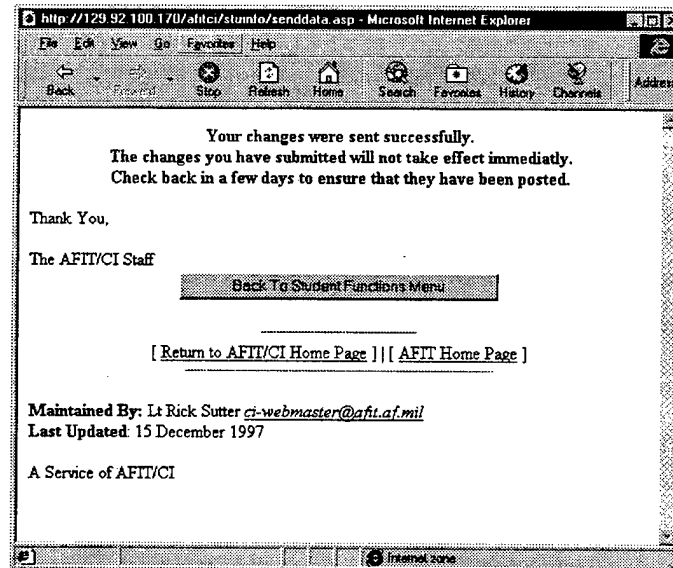 http://129.92.100.170/afitci/stuinfo/senddata.asp - Microsoft Internet Explorer
File Edit View Go Favorites Help
Back Forward Stop Refresh Home Search Favorites History Channels Address
Your changes were sent successfully.
The changes you have submitted will not take effect immediatly.
Check back in a few days to ensure that they have been posted.
Thank You,
The AFIT/CI Staff
Back To Student Functions Menu
[ Return to AFIT/CI Home Page ] | [ AFIT Home Page ]
Maintained By: Lt Rick Sutter ci-webmaster@afit.af.mil
Last Updated: 15 December 1997
A Service of AFIT/CI
Internet zone